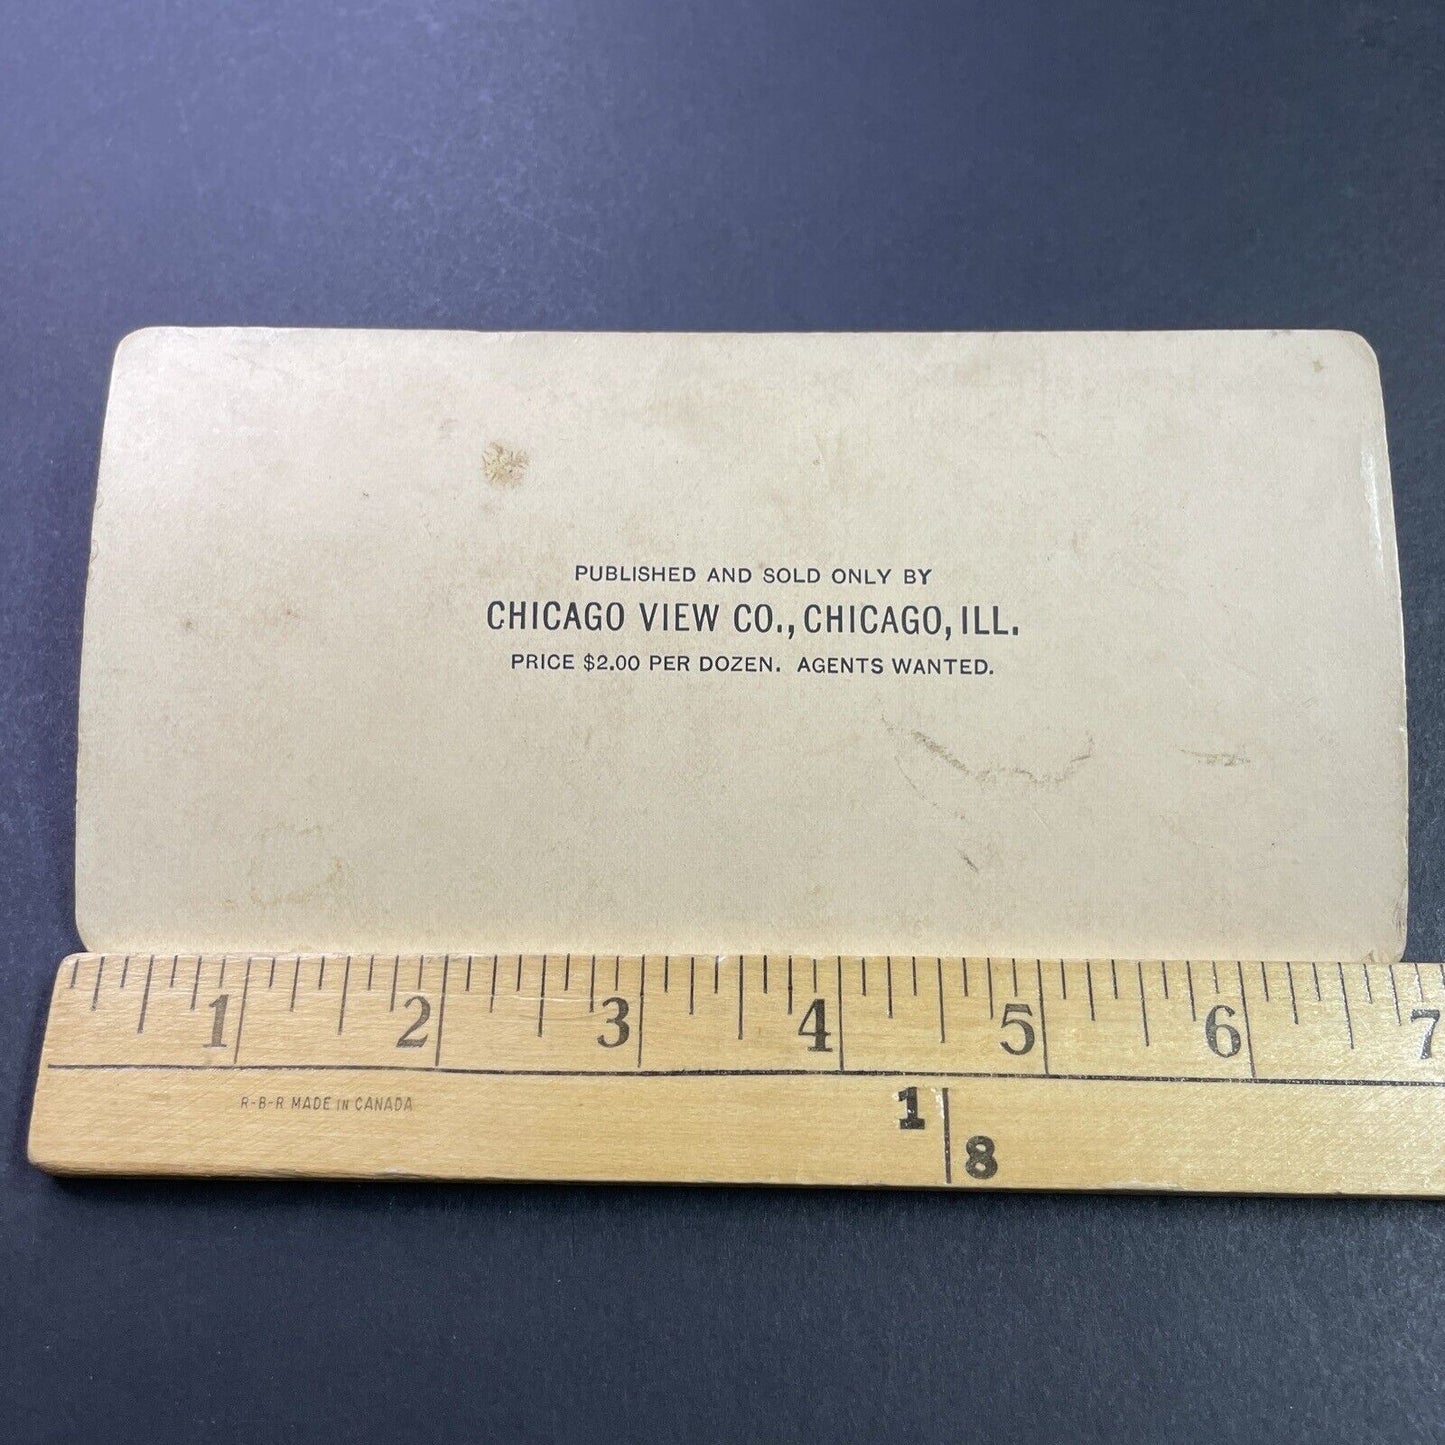 PUBLISHED AND SOLD ONLY BY
CHICAGO VIEW CO., CHICAGO, ILL.
PRICE $2.00 PER DOZEN. AGENTS WANTED.
1 2 3 4 5 6 7
R-B-R MADE IN CANADA
1
8